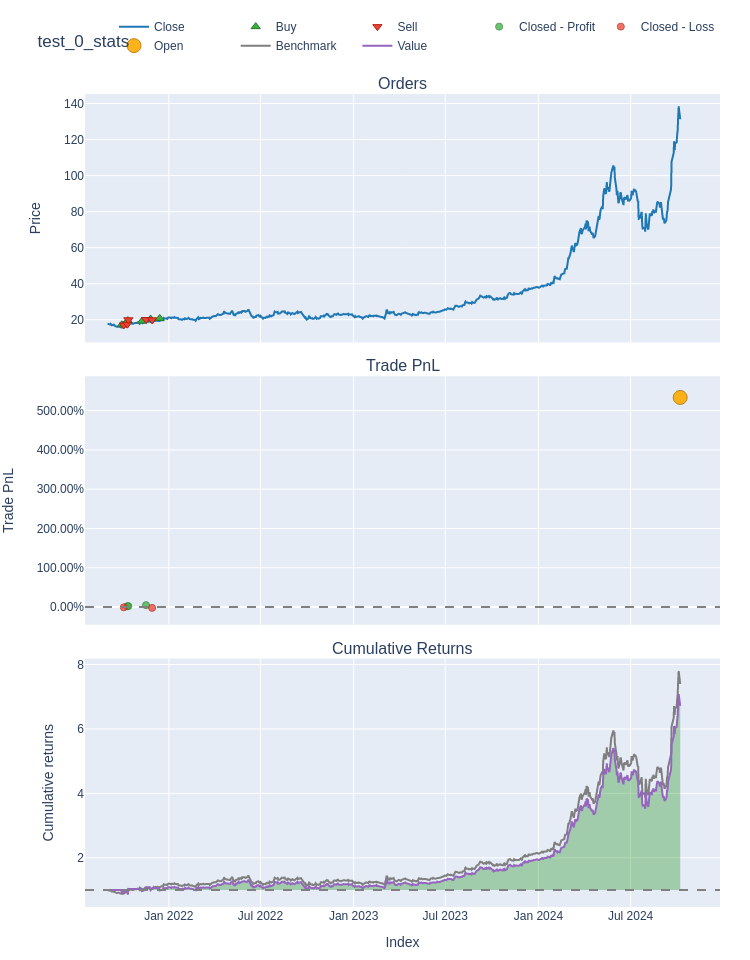 Close
Buy
Sell
Closed - Profit
Closed - Loss
test_0_stats
Open
Benchmark
Value
Orders
140
120
100
80
60
40
20
Price
Trade PnL
500.00%
400.00%
300.00%
200.00%
100.00%
0.00%
Trade PnL
Cumulative Returns
8
6
4
2
Cumulative returns
Jan 2022 Jul 2022 Jan 2023 Jul 2023 Jan 2024 Jul 2024
Index